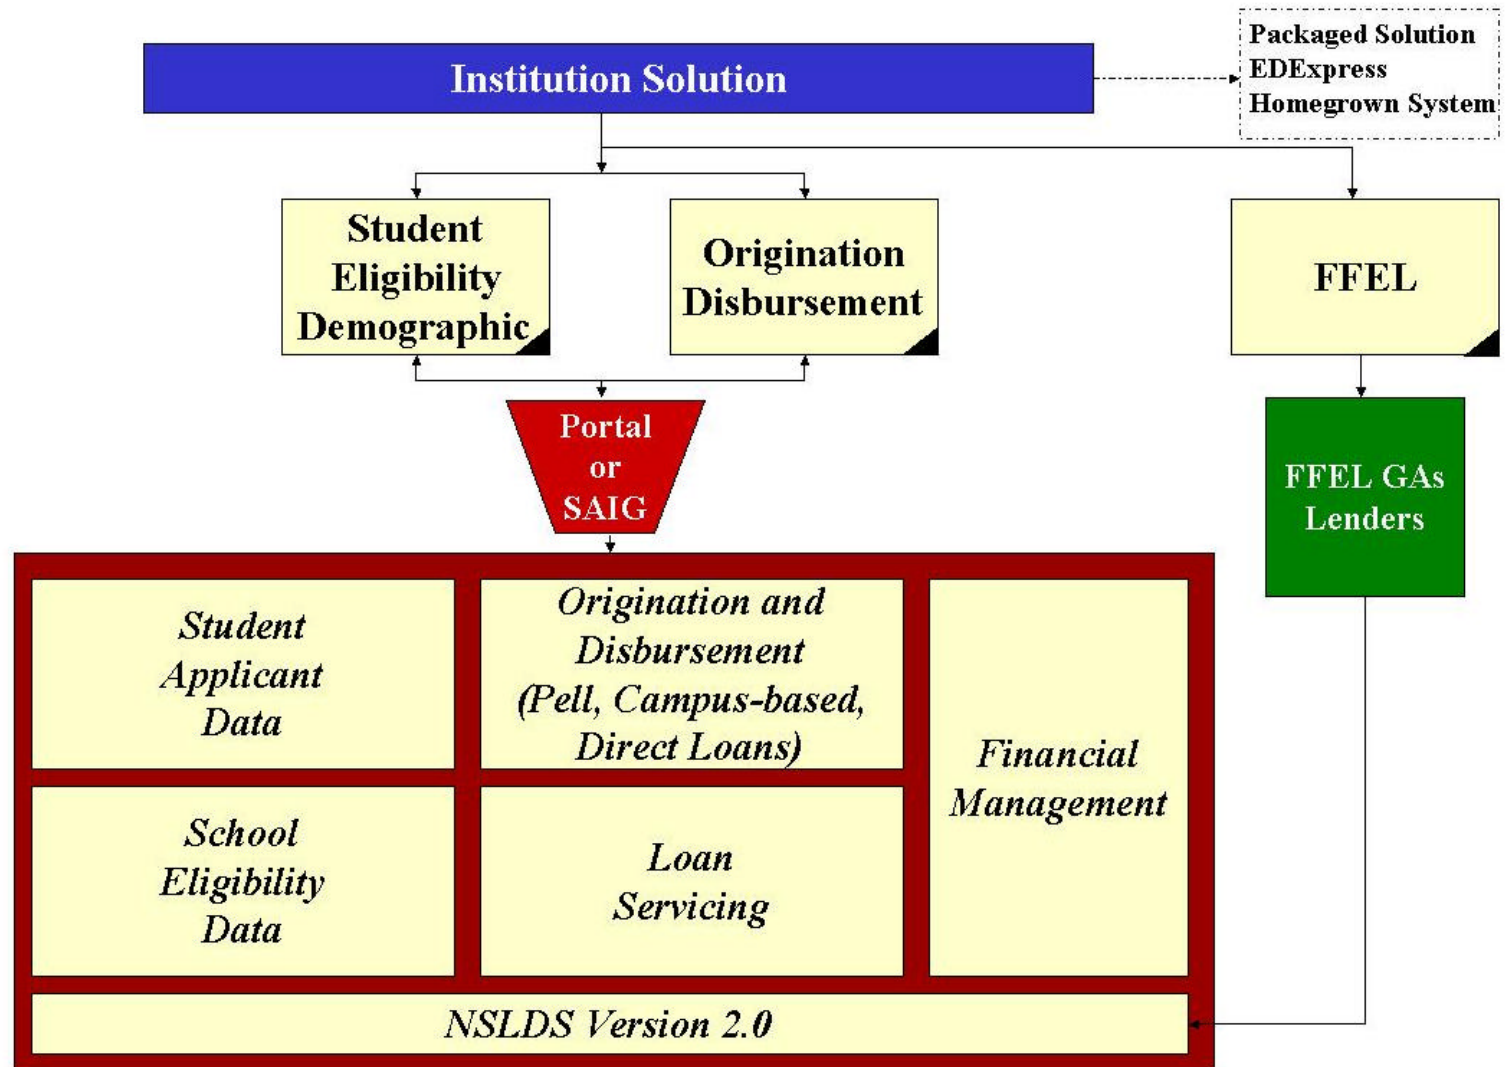 Institution Solution
Packaged Solution
EDExpress
Homegrown System
Student
Eligibility
Demographic
Origination
Disbursement
FFEL
Portal
or
SAIG
FFEL GAs
Lenders
Student
Applicant
Data
Origination and
Disbursement
(Pell, Campus-based,
Direct Loans)
Financial
Management
School
Eligibility
Data
Loan
Servicing
NSLDS Version 2.0